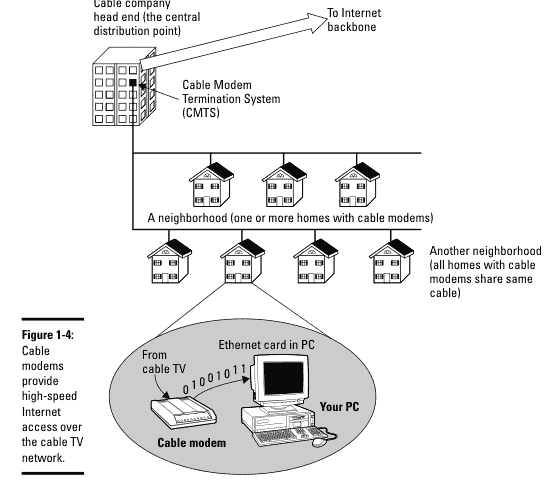 Cable company
head end (the central
distribution point)
To Internet
backbone
Cable Modem
Termination System
(CMTS)
A neighborhood (one or more homes with cable modems)
Another neighborhood
(all homes with cable
modems share same
cable)
Figure 1-4:
Cable
modems
provide
high-speed
Internet
access over
the cable TV
network.
From
cable TV
01001011
Ethernet card in PC
Your PC
Cable modem